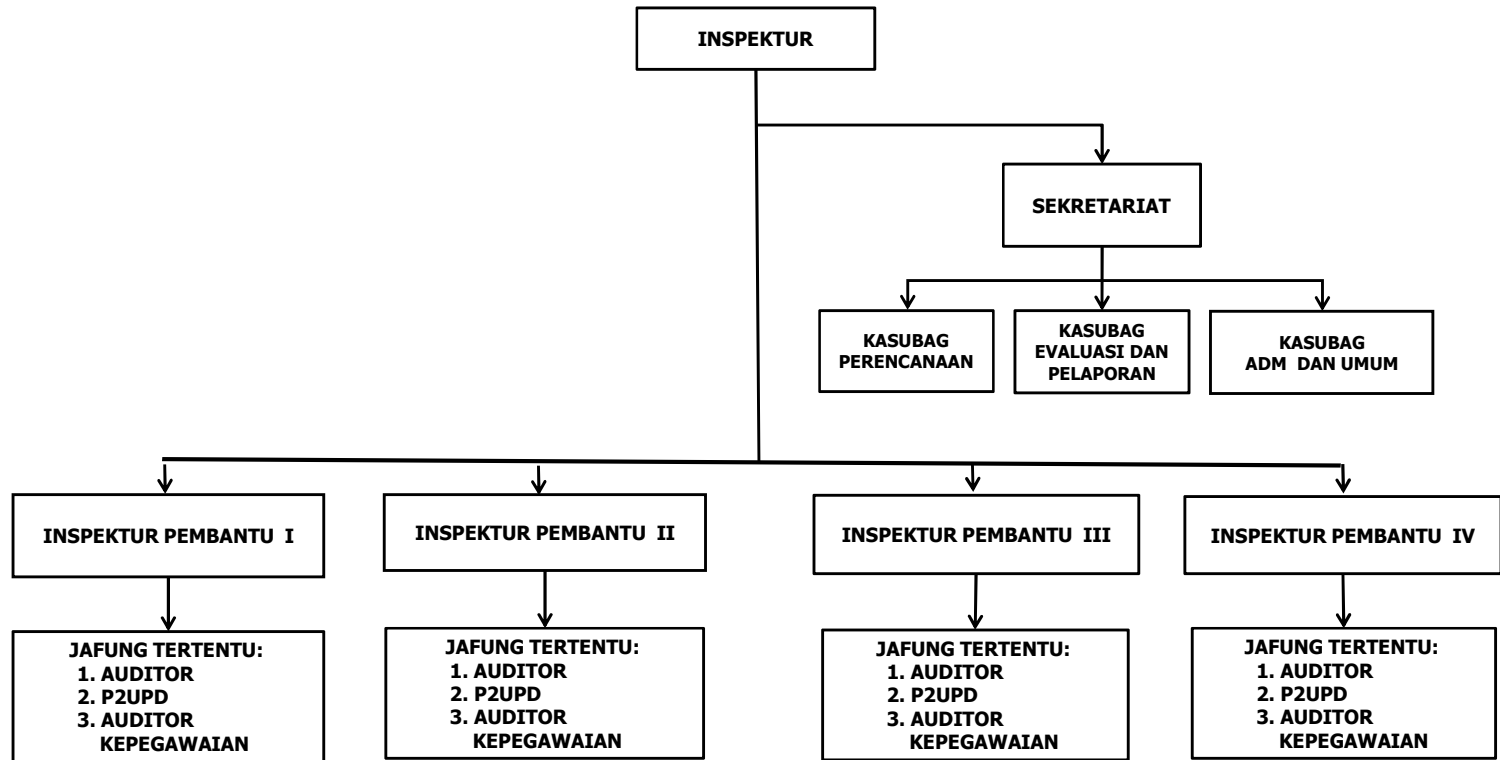 INSPEKTUR
SEKRETARIAT
KASUBAG
PERENCANAAN
KASUBAG
EVALUASI DAN
PELAPORAN
KASUBAG
ADM DAN UMUM
INSPEKTUR PEMBANTU I
INSPEKTUR PEMBANTU II
INSPEKTUR PEMBANTU III
INSPEKTUR PEMBANTU IV
JAFUNG TERTENTU:
1. AUDITOR
2. P2UPD
3. AUDITOR
KEPEGAWAIAN
JAFUNG TERTENTU:
1. AUDITOR
2. P2UPD
3. AUDITOR
KEPEGAWAIAN
JAFUNG TERTENTU:
1. AUDITOR
2. P2UPD
3. AUDITOR
KEPEGAWAIAN
JAFUNG TERTENTU:
1. AUDITOR
2. P2UPD
3. AUDITOR
KEPEGAWAIAN